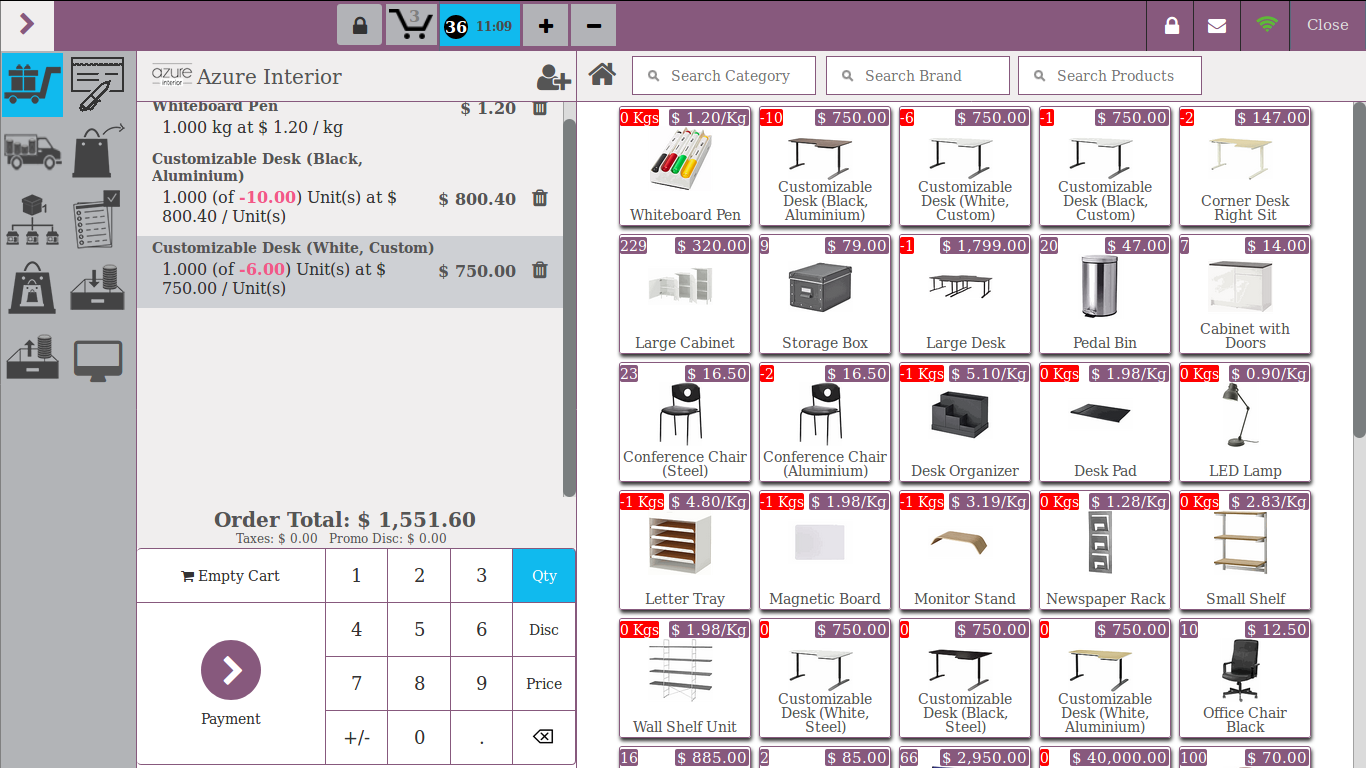 3
36 11:09
+
−
Close
azure
interior
Azure Interior
Search Category
Search Brand
Search Products
Whiteboard Pen
$ 1.20
1.000 kg at $ 1.20 / kg
Customizable Desk (Black,
Aluminium)
1.000 (of -10.00) Unit(s) at $
800.40 / Unit(s)
$ 800.40
Customizable Desk (White, Custom)
1.000 (of -6.00) Unit(s) at $
750.00 / Unit(s)
$ 750.00
Order Total: $ 1,551.60
Taxes: $ 0.00 Promo Disc: $ 0.00
Empty Cart
1 2 3 Qty
4 5 6 Disc
7 8 9 Price
+/- 0 .
Payment
0 Kgs $ 1.20/Kg
Whiteboard Pen
-10 $ 750.00
Customizable
Desk (Black,
Aluminium)
-6 $ 750.00
Customizable
Desk (White,
Custom)
-1 $ 750.00
Customizable
Desk (Black,
Custom)
-2 $ 147.00
Corner Desk
Right Sit
229 $ 320.00
Large Cabinet
9 $ 79.00
Storage Box
-1 $ 1,799.00
Large Desk
20 $ 47.00
Pedal Bin
7 $ 14.00
Cabinet with
Doors
23 $ 16.50
Conference Chair
(Steel)
-2 $ 16.50
Conference Chair
(Aluminium)
-1 Kgs $ 5.10/Kg
Desk Organizer
0 Kgs $ 1.98/Kg
Desk Pad
0 Kgs $ 0.90/Kg
LED Lamp
-1 Kgs $ 4.80/Kg
Letter Tray
-1 Kgs $ 1.98/Kg
Magnetic Board
-1 Kgs $ 3.19/Kg
Monitor Stand
0 Kgs $ 1.28/Kg
Newspaper Rack
0 Kgs $ 2.83/Kg
Small Shelf
0 Kgs $ 1.98/Kg
Wall Shelf Unit
0 $ 750.00
Customizable
Desk (White,
Steel)
0 $ 750.00
Customizable
Desk (Black,
Steel)
0 $ 750.00
Customizable
Desk (White,
Aluminium)
10 $ 12.50
Office Chair
Black
16 $ 885.00
2 $ 85.00
66 $ 2,950.00
0 $ 40,000.00
100 $ 70.00